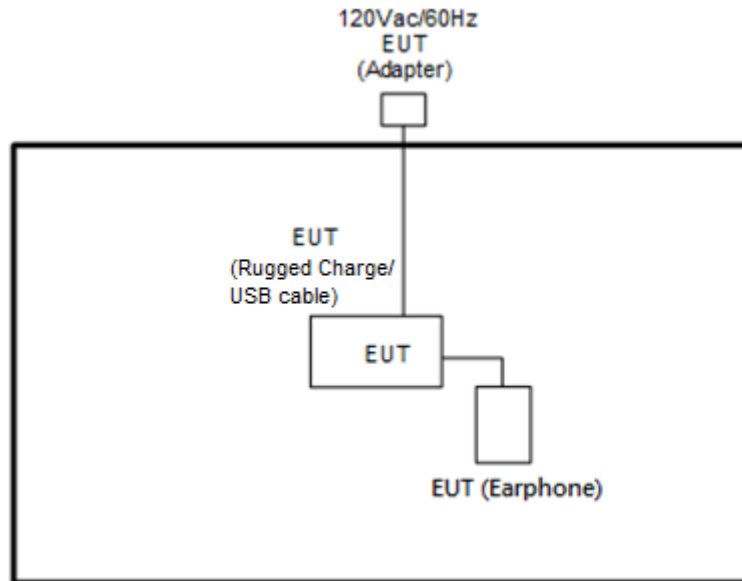 120Vac/60Hz
EUT
(Adapter)
EUT
(Rugged Charge/
USB cable)
EUT
EUT (Earphone)